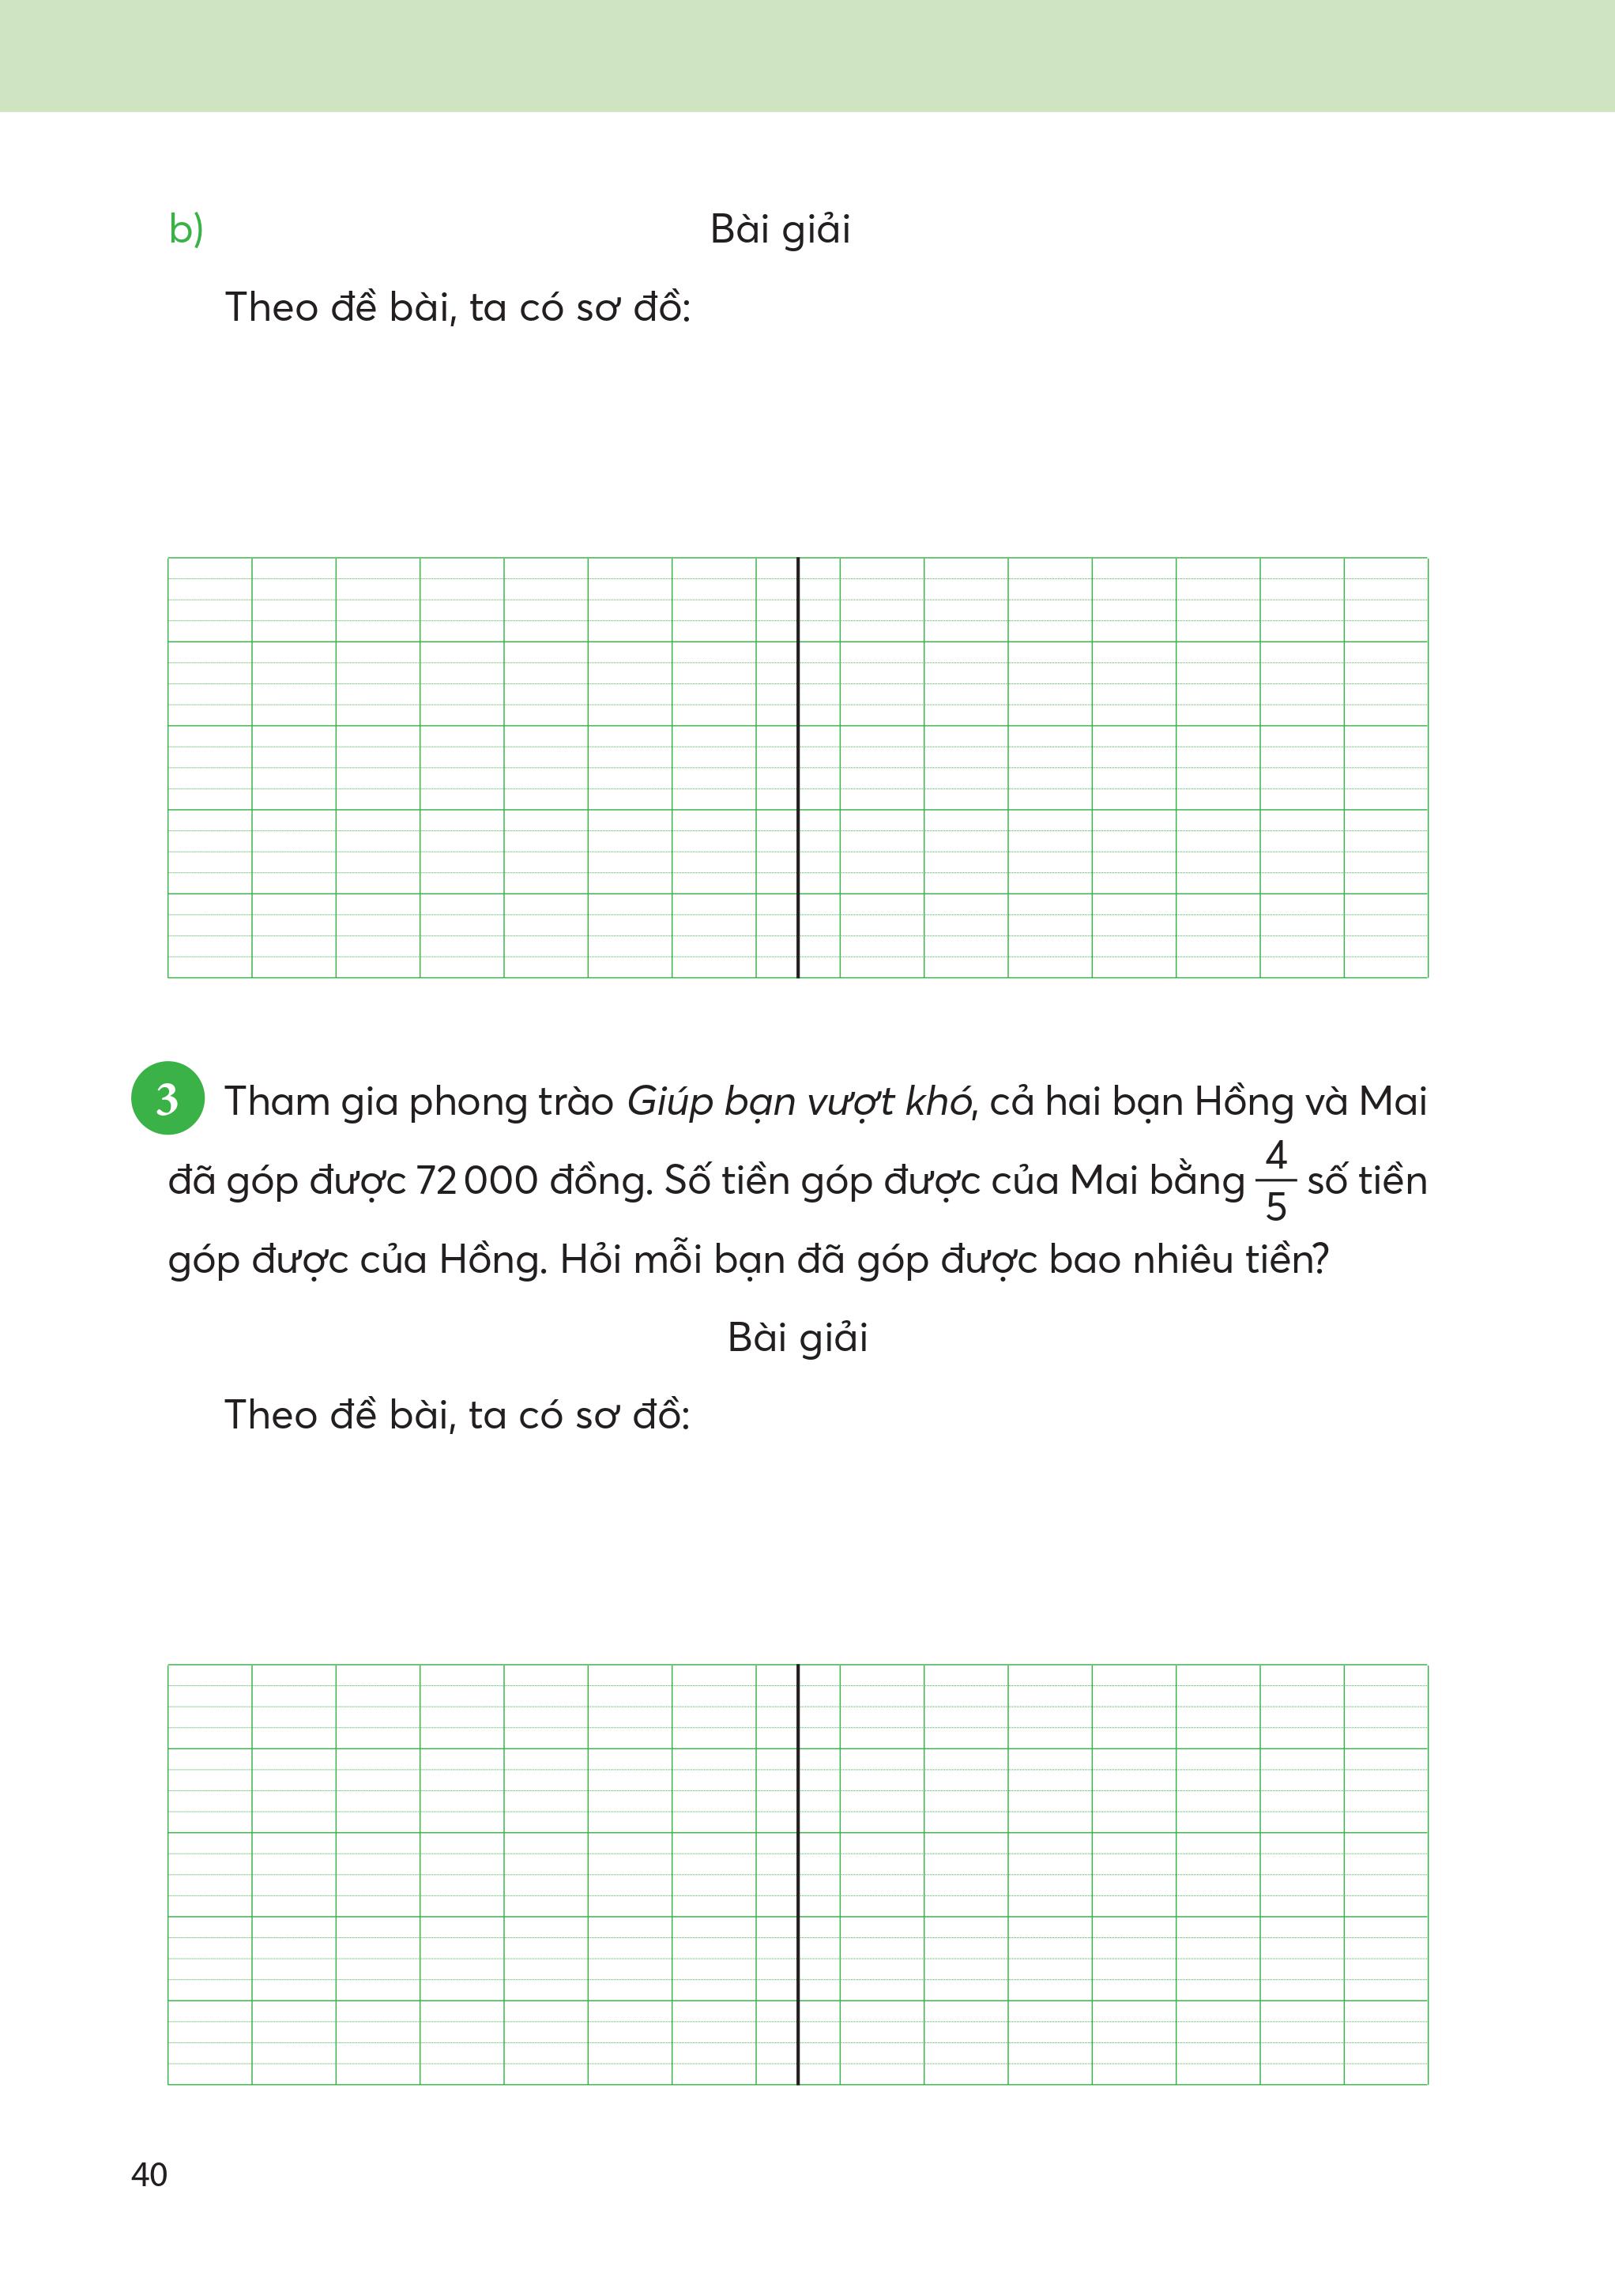 b) Bài giải
Theo đề bài, ta có sơ đồ:
3 Tham gia phong trào Giúp bạn vượt khó, cả hai bạn Hồng và Mai
đã góp được 72 000 đồng. Số tiền góp được của Mai bằng 4/5 số tiền
góp được của Hồng. Hỏi mỗi bạn đã góp được bao nhiêu tiền?
Bài giải
Theo đề bài, ta có sơ đồ:
40